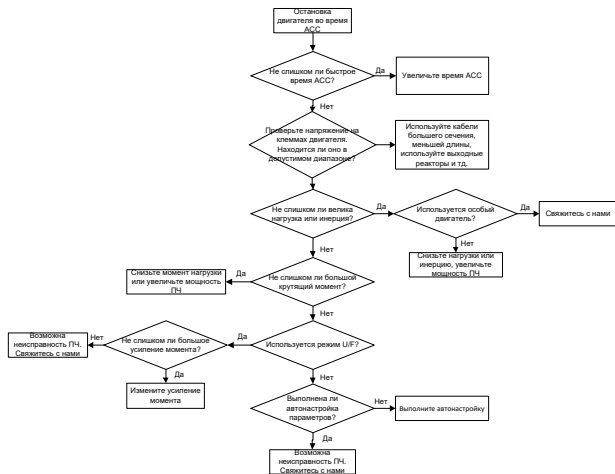 Остановка
двигателя во время
АСС
Не слишком ли быстрое
время АСС?
Да
Увеличьте время АСС
Нет
Проверьте напряжение на
клеммах двигателя.
Находится ли оно в
допустимом диапазоне?
Используйте кабели
большего сечения,
меньшей длины,
используйте выходные
реакторы и тд.
Не слишком ли велика
нагрузка или инерция?
Да
Используется особый
двигатель?
Да
Свяжитесь с нами
Нет
Нет
Снизить нагрузки или
инерцию, увеличьте
мощность ПЧ
Не слишком ли большой
крутящий момент?
Да
Снизьте момент нагрузки
или увеличьте мощность
ПЧ
Нет
Используется режим U/F?
Да
Не слишком ли большое
усиление момента?
Нет
Возможна
неисправность ПЧ.
Свяжитесь с нами
Да
Измените усиление
момента
Нет
Выполнена ли
автонастройка
параметров?
Нет
Выполните автонастройку
Да
Возможна
неисправность ПЧ.
Свяжитесь с нами